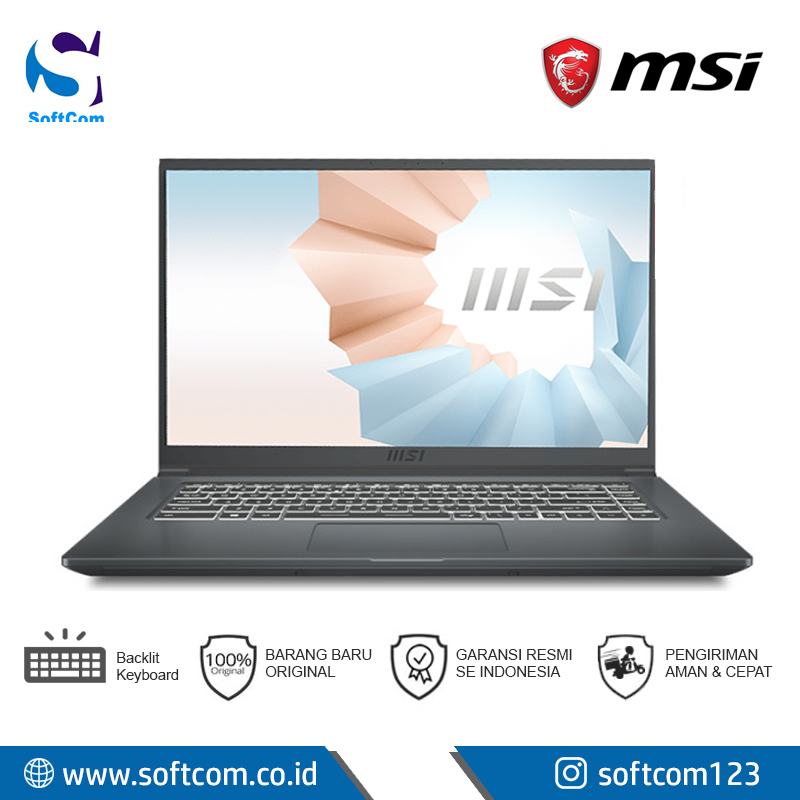 SoftCom
msi
msi
msi
Backlit
Keyboard
100%
Original
BARANG BARU
ORIGINAL
GARANSI RESMI
SE INDONESIA
PENGIRIMAN
AMAN & CEPAT
www.softcom.co.id
softcom123